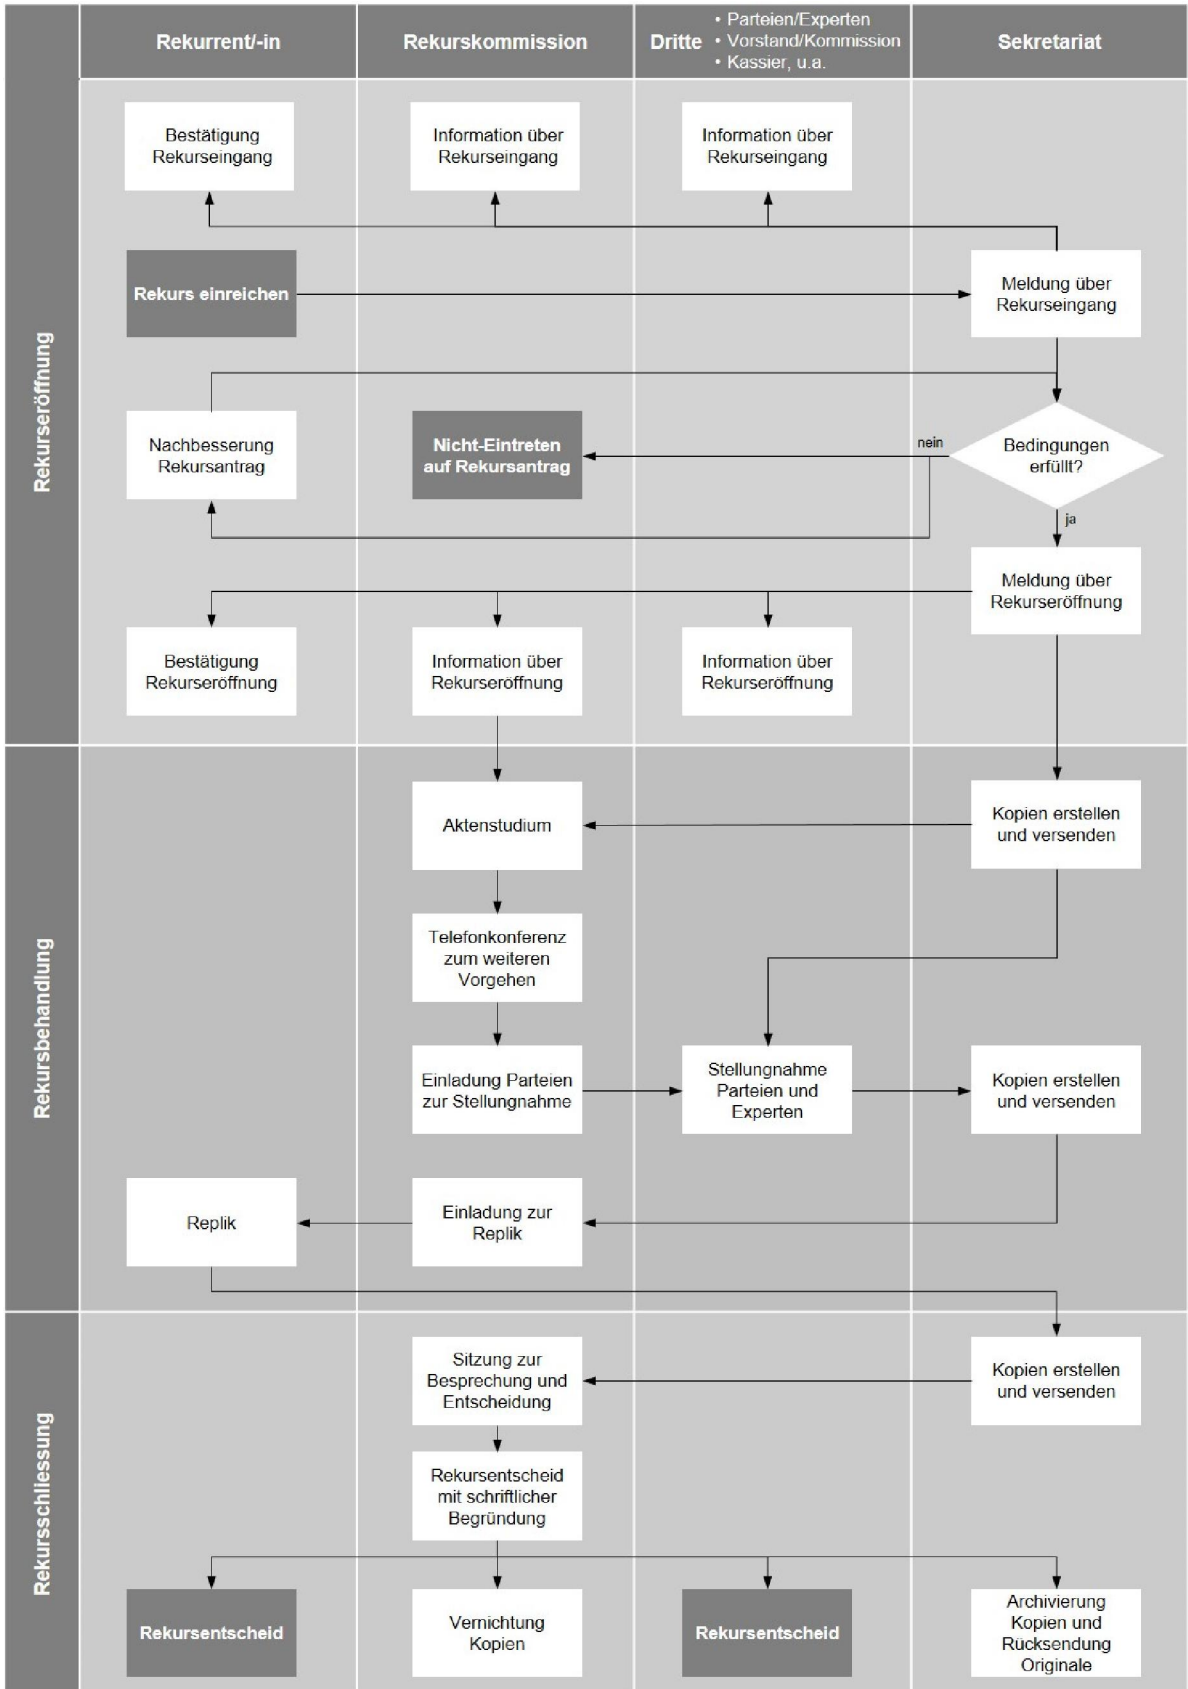 Rekurrent/-in
Rekurskommission
Dritte
• Parteien/Experten
• Vorstand/Kommission
• Kassier, u.a.
Sekretariat
Rekurseröffnung
Bestätigung
Rekurseingang
Information über
Rekurseingang
Information über
Rekurseingang
Rekurs einreichen
Meldung über
Rekurseingang
Nachbesserung
Rekursantrag
Nicht-Eintreten
auf Rekursantrag
nein
Bedingungen
erfüllt?
ja
Meldung über
Rekurseröffnung
Bestätigung
Rekurseröffnung
Information über
Rekurseröffnung
Information über
Rekurseröffnung
Rekursbehandlung
Aktenstudium
Kopien erstellen
und versenden
Telefonkonferenz
zum weiteren
Vorgehen
Einladung Parteien
zur Stellungnahme
Stellungnahme
Parteien und
Experten
Kopien erstellen
und versenden
Replik
Einladung zur
Replik
Rekursschliessung
Sitzung zur
Besprechung und
Entscheidung
Kopien erstellen
und versenden
Rekursentscheid
mit schriftlicher
Begründung
Rekursentscheid
Vernichtung
Kopien
Rekursentscheid
Archivierung
Kopien und
Rücksendung
Originale